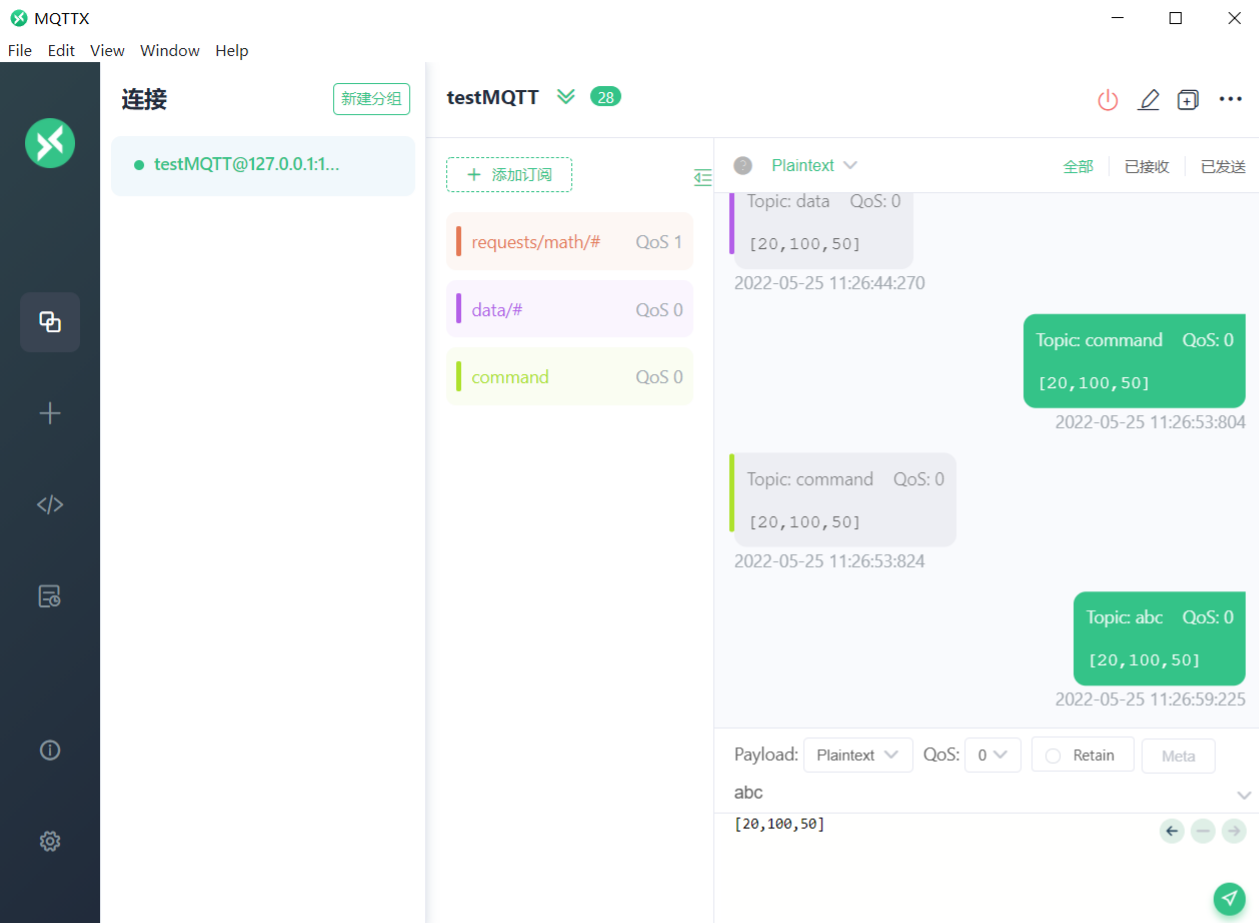 MQTTX
File Edit View Window Help
连接
新建分组
testMQTT@127.0.0.1:1...
testMQTT 28
添加订阅
requests/math/# QoS 1
data/# QoS 0
command QoS 0
Plaintext 全部 已接收 已发送
Topic: data QoS: 0
[20,100,50]
2022-05-25 11:26:44:270
Topic: command QoS: 0
[20,100,50]
2022-05-25 11:26:53:804
Topic: command QoS: 0
[20,100,50]
2022-05-25 11:26:53:824
Topic: abc QoS: 0
[20,100,50]
2022-05-25 11:26:59:225
Payload: Plaintext QoS: 0 Retain Meta
abc
[20,100,50]